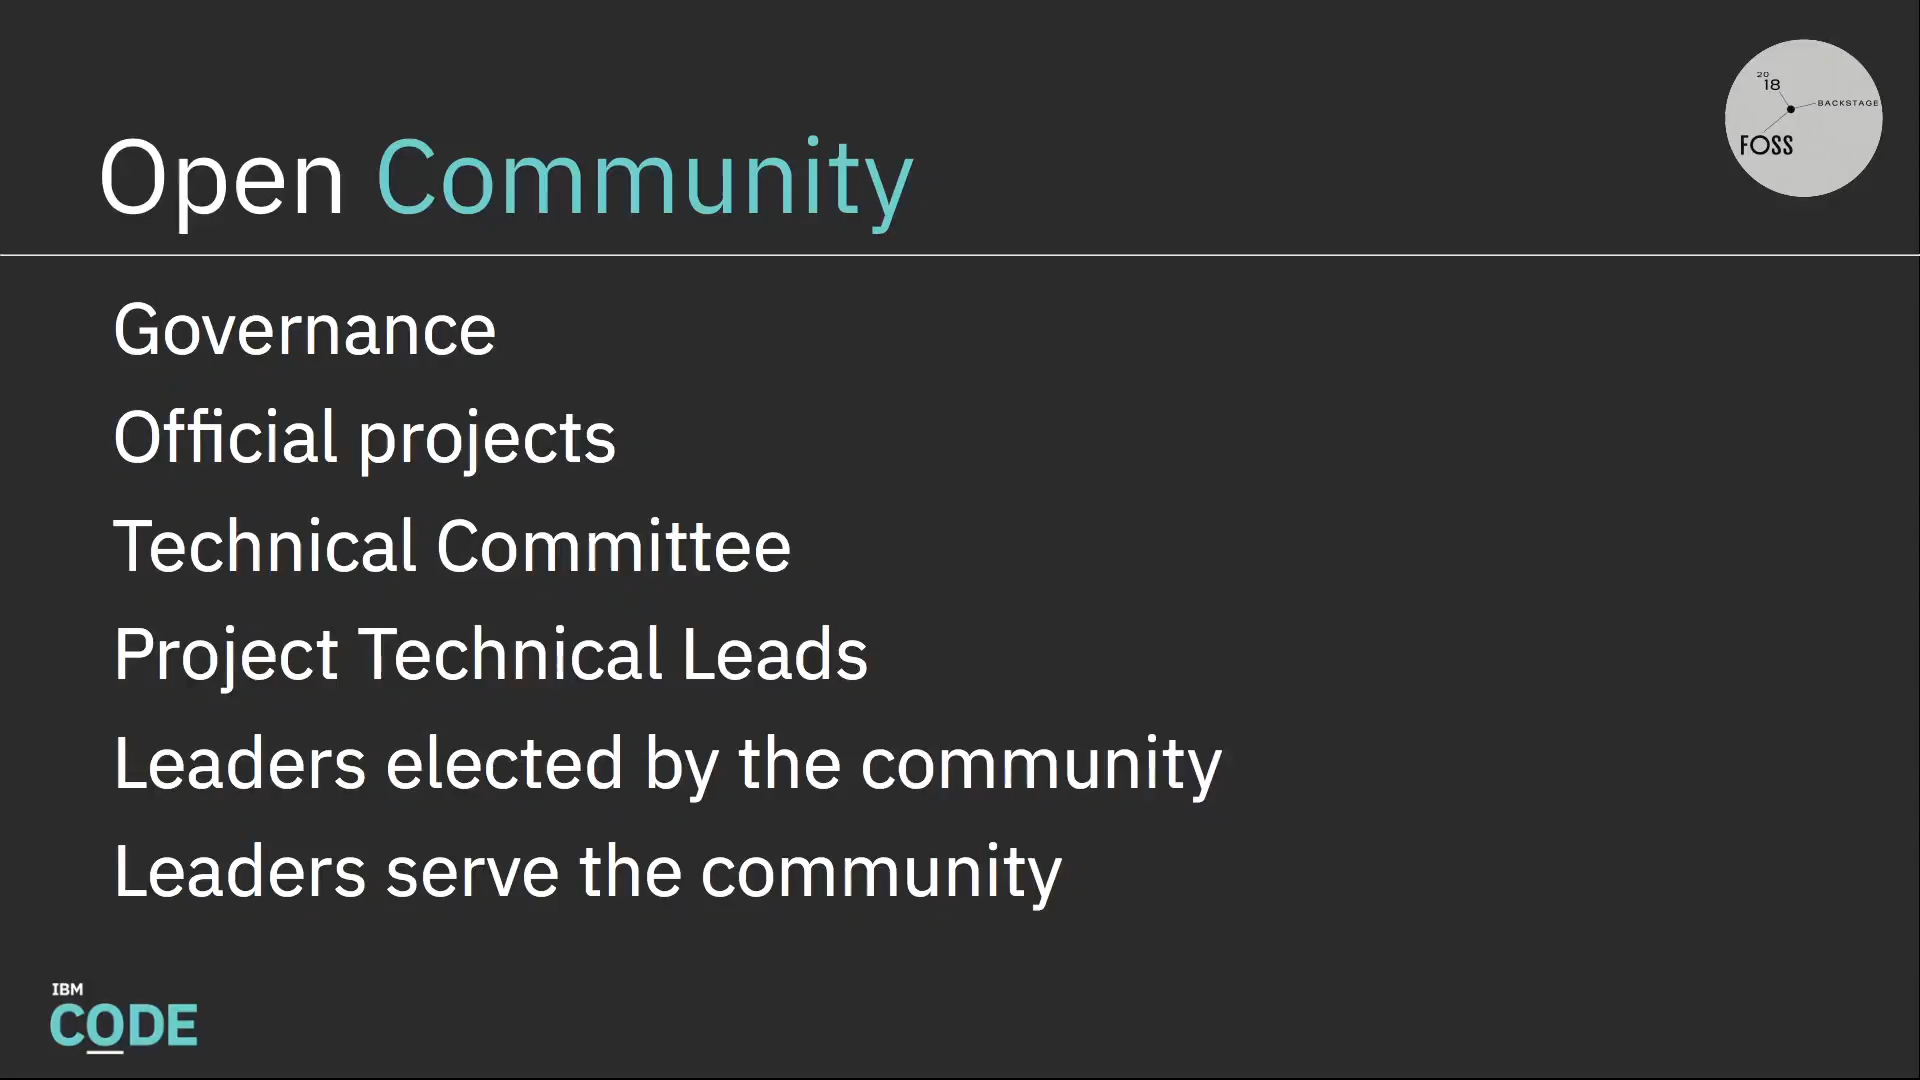 20
18
BACKSTAGE
FOSS
Open Community
Governance
Official projects
Technical Committee
Project Technical Leads
Leaders elected by the community
Leaders serve the community
IBM
CODE